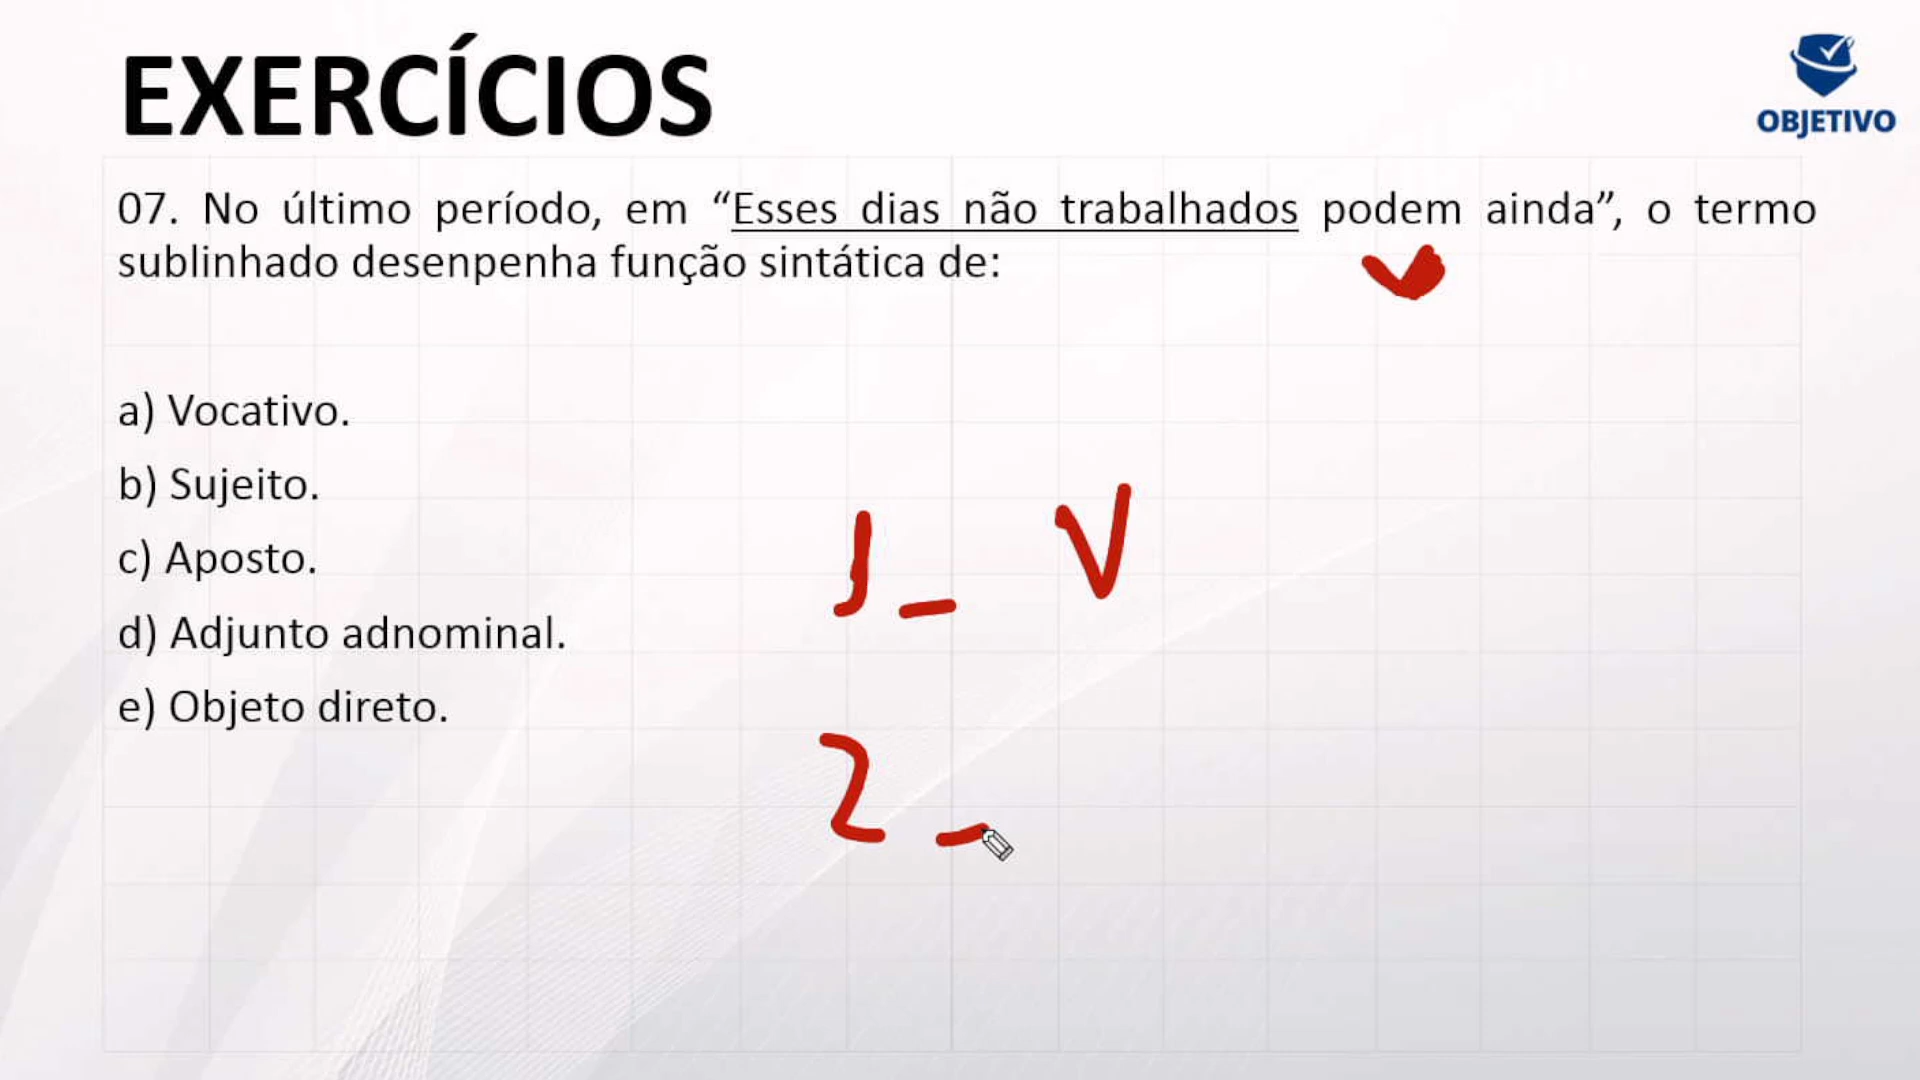 EXERCÍCIOS
OBJETIVO
07. No último período, em “Esses dias não trabalhados podem ainda”, o termo
sublinhado desenpenha função sintática de:
a) Vocativo.
b) Sujeito.
c) Aposto.
d) Adjunto adnominal.
e) Objeto direto.
1_ V
2_